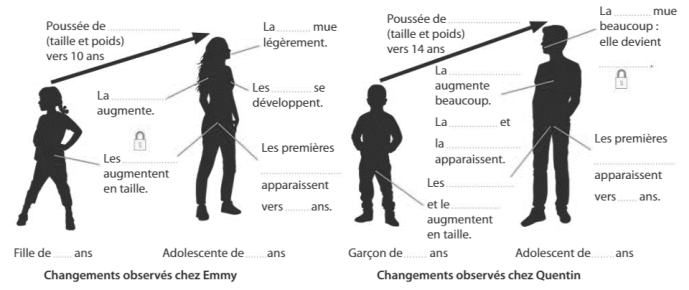 Poussée de ....................
(taille et poids)
vers 10 ans
La ............ mue
légèrement.
La ....................
augmente.
Les ............ se
développent.
Les ....................
augmentent
en taille.
Les premières
....................
apparaissent
vers ........ ans.
Fille de ........ ans
Adolescente de ........ ans
Changements observés chez Emmy
Poussée de ....................
(taille et poids)
vers 14 ans
La ............ mue
beaucoup :
elle devient
.................... .
La ....................
augmente
beaucoup.
La ............ et
la ....................
apparaissent.
Les ....................
et le ............
augmentent
en taille.
Les premières
....................
apparaissent
vers ........ ans.
Garçon de ........ ans
Adolescent de ........ ans
Changements observés chez Quentin